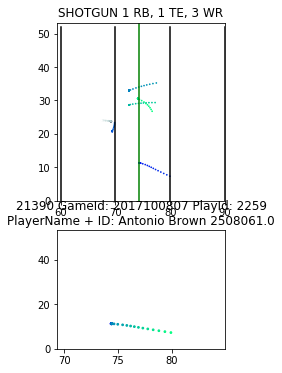 SHOTGUN 1 RB, 1 TE, 3 WR
50
40
30
20
10
0
60 70 80 90
21390 GameId: 2017100807 PlayId: 2259
PlayerName + ID: Antonio Brown 2508061.0
40
20
0
70 75 80